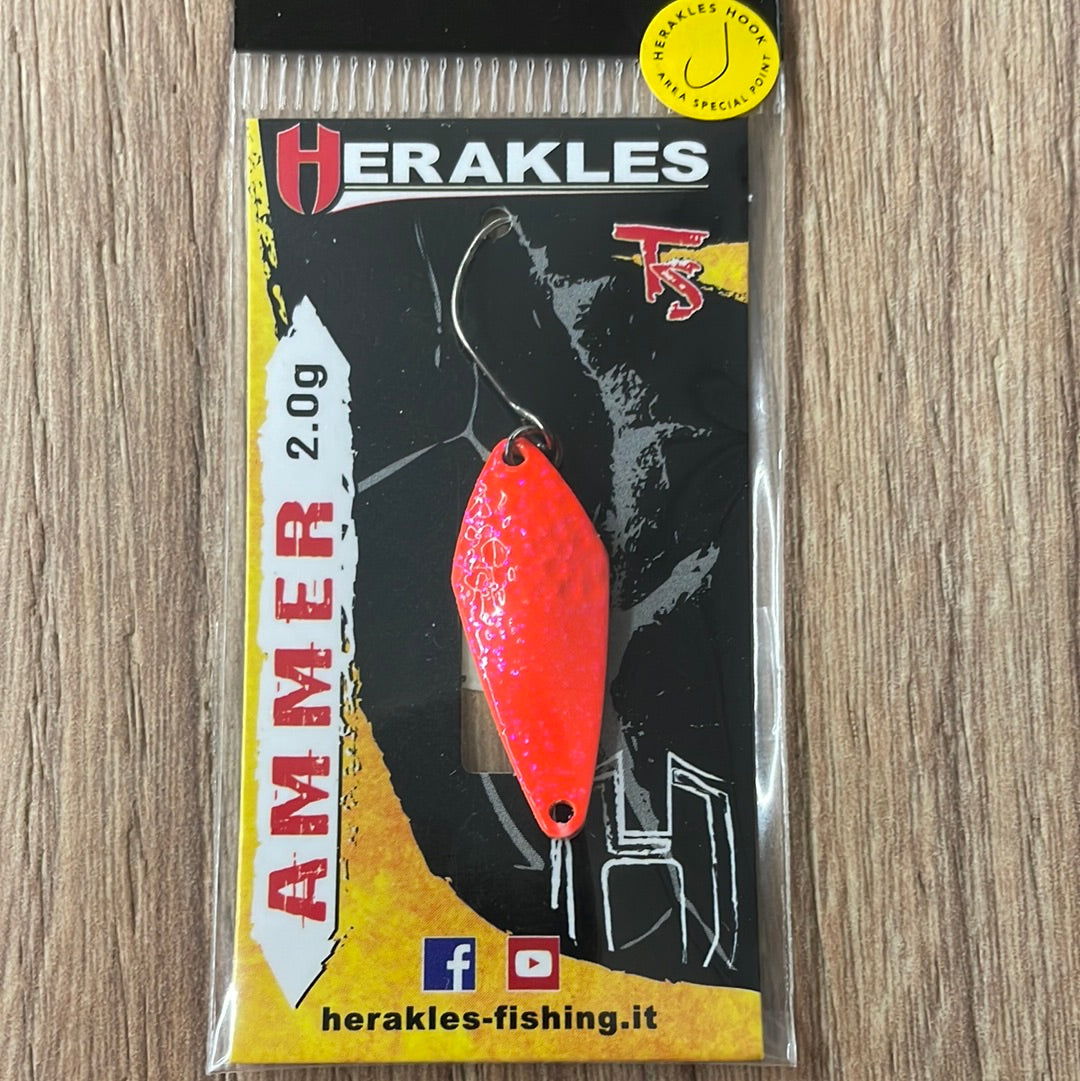 HERAKLES HOOK
AREA SPECIAL POINT
HERAKLES
TS
AMMER 2.0g
herakles-fishing.it